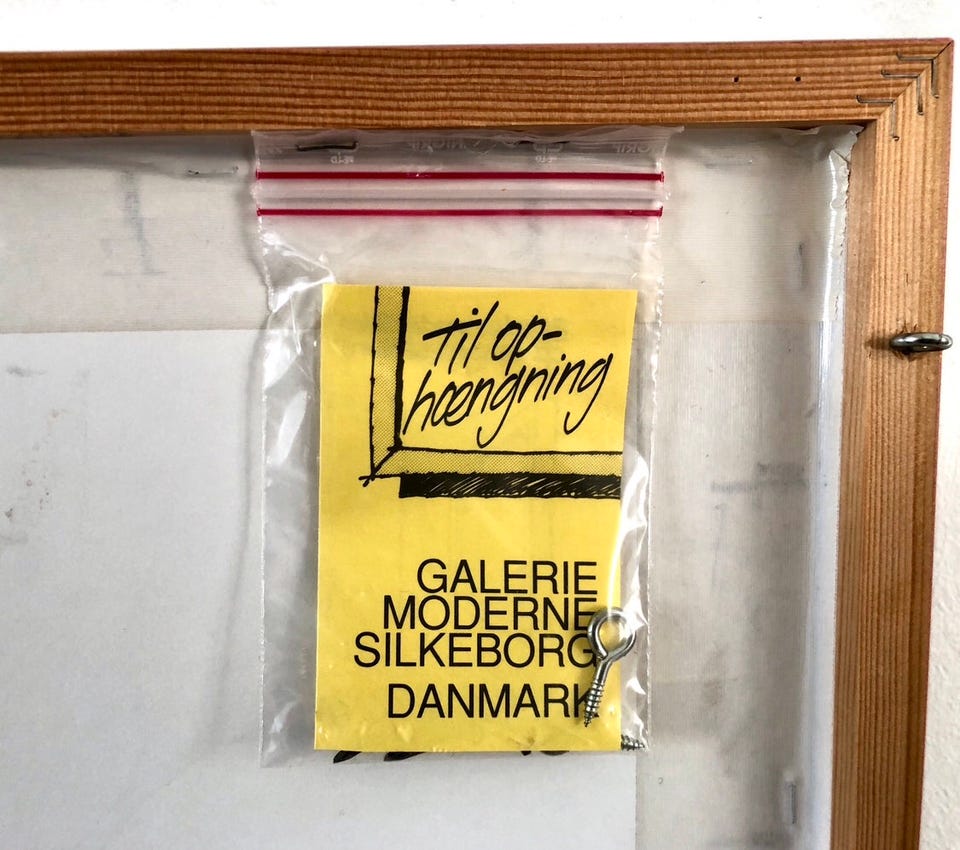 Til op-
hængning
GALERIE
MODERNE
SILKEBORG
DANMARK